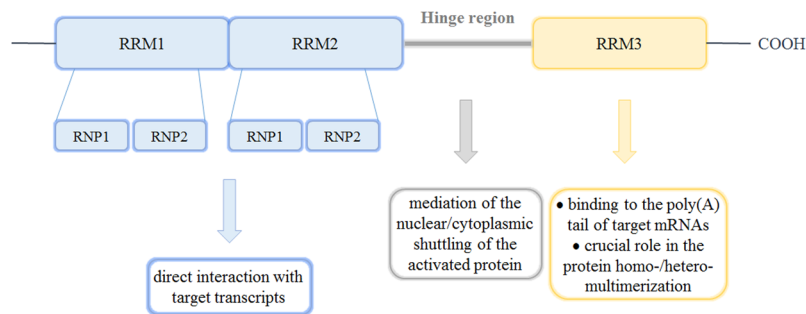 Hinge region
RRM1
RRM2
RRM3
COOH
RNP1
RNP2
RNP1
RNP2
direct interaction with
target transcripts
mediation of the
nuclear/cytoplasmic
shuttling of the
activated protein
● binding to the poly(A)
tail of target mRNAs
● crucial role in the
protein homo-/hetero-
multimerization